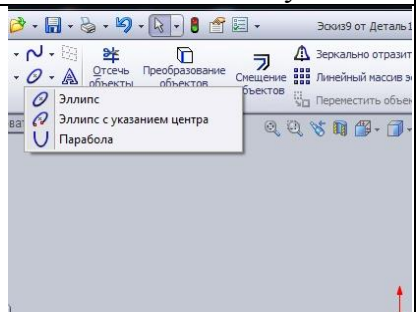 Эскиз9 от Деталь1
Отсечь объекты
Преобразование объектов
Смещение объектов
Зеркально отразит
Линейный массив э
Переместить объе
Эллипс
Эллипс с указанием центра
Парабола